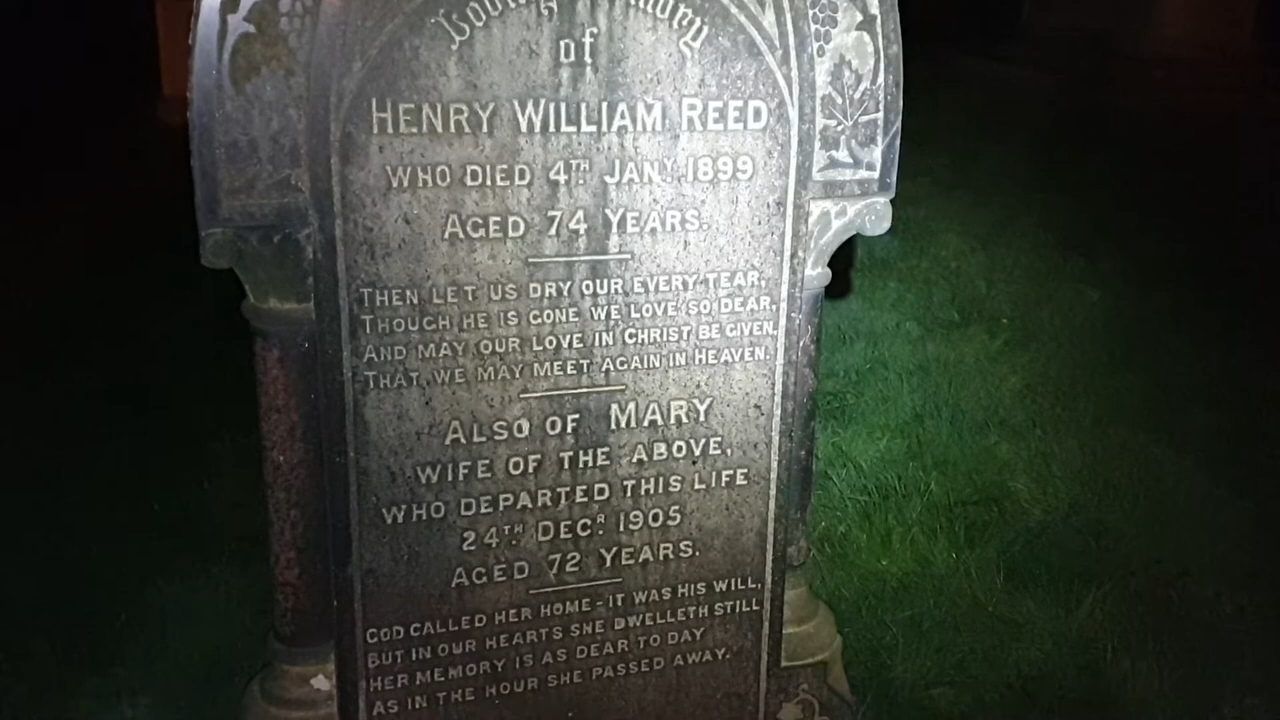 Loving Memory
of
HENRY WILLIAM REED
WHO DIED 4TH JANY. 1899
AGED 74 YEARS.
THEN LET US DRY OUR EVERY TEAR,
THOUGH HE IS GONE WE LOVE SO DEAR,
AND MAY OUR LOVE IN CHRIST BE GIVEN,
THAT WE MAY MEET AGAIN IN HEAVEN.
ALSO OF MARY
WIFE OF THE ABOVE,
WHO DEPARTED THIS LIFE
24TH DECR. 1905
AGED 72 YEARS.
GOD CALLED HER HOME - IT WAS HIS WILL,
BUT IN OUR HEARTS SHE DWELLETH STILL
HER MEMORY IS AS DEAR TO DAY
AS IN THE HOUR SHE PASSED AWAY.